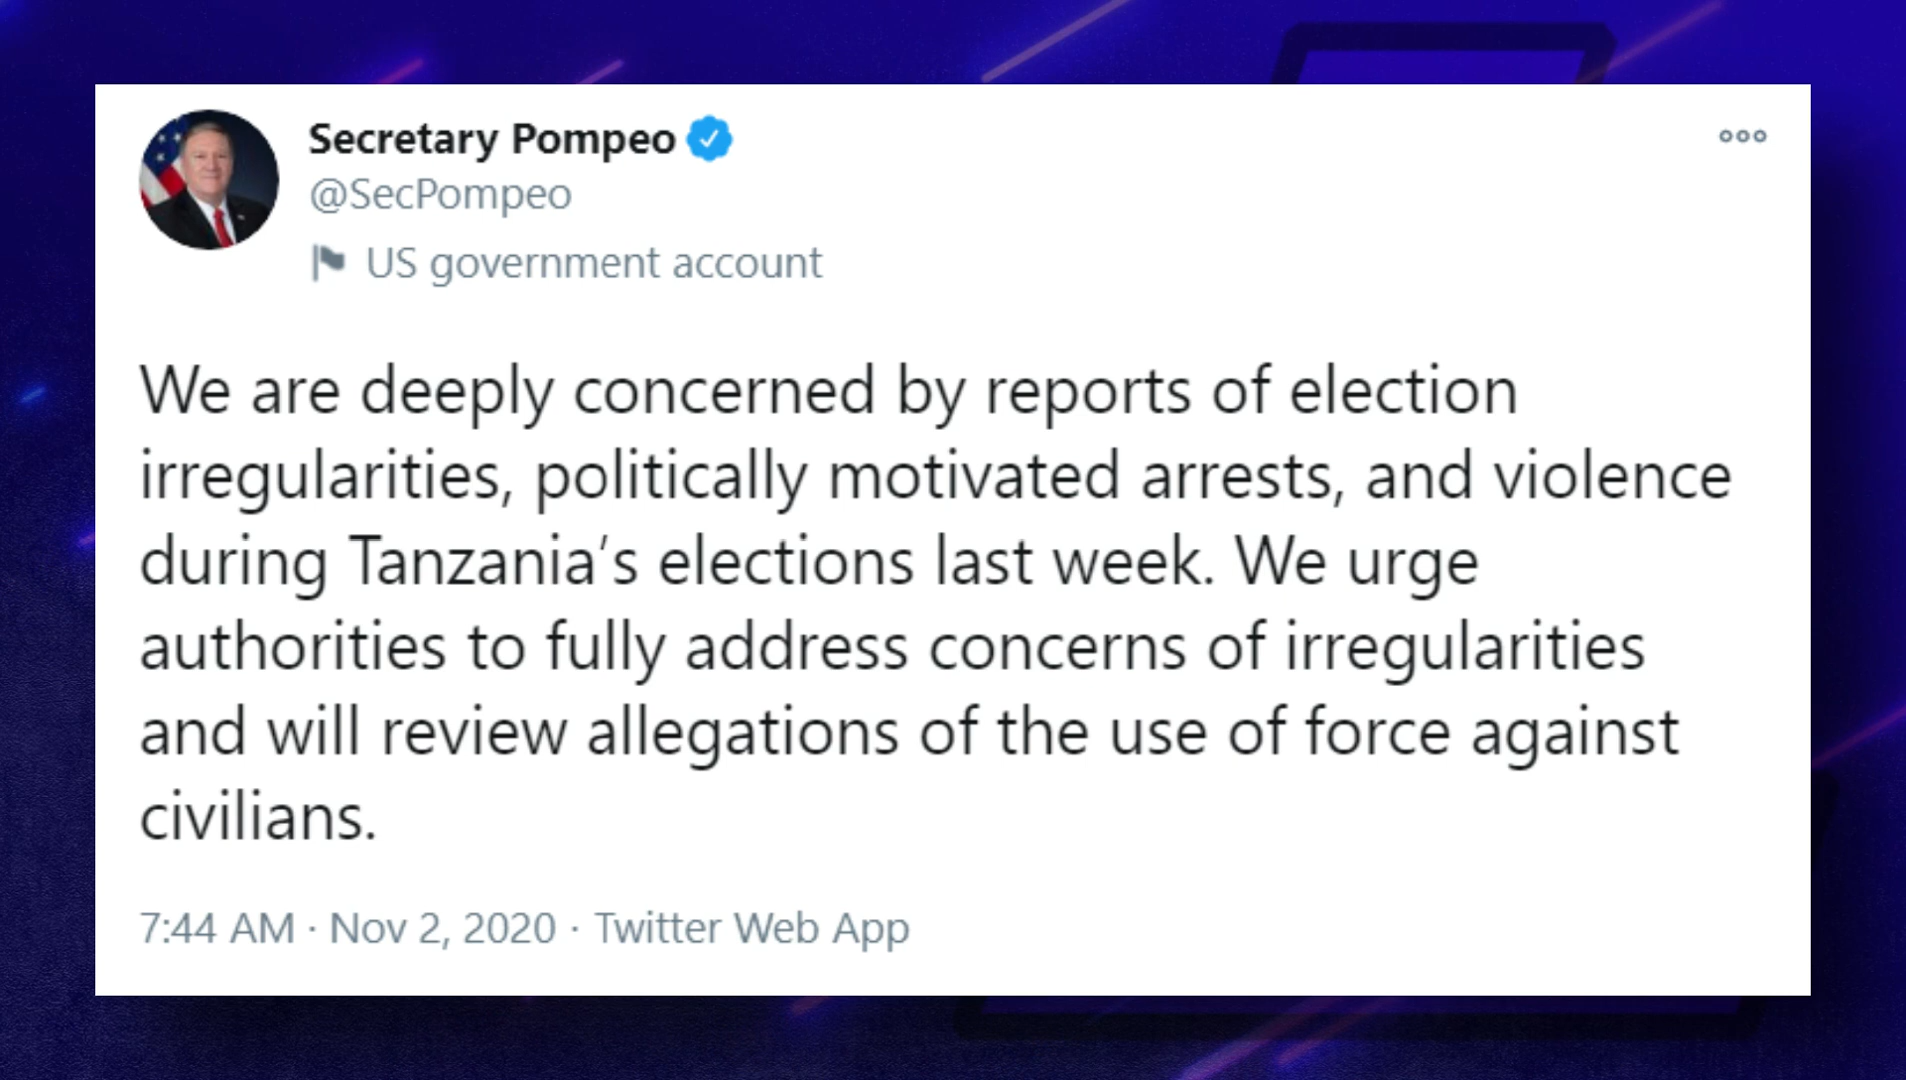 Secretary Pompeo
@SecPompeo
US government account
We are deeply concerned by reports of election
irregularities, politically motivated arrests, and violence
during Tanzania's elections last week. We urge
authorities to fully address concerns of irregularities
and will review allegations of the use of force against
civilians.
7:44 AM · Nov 2, 2020 · Twitter Web App